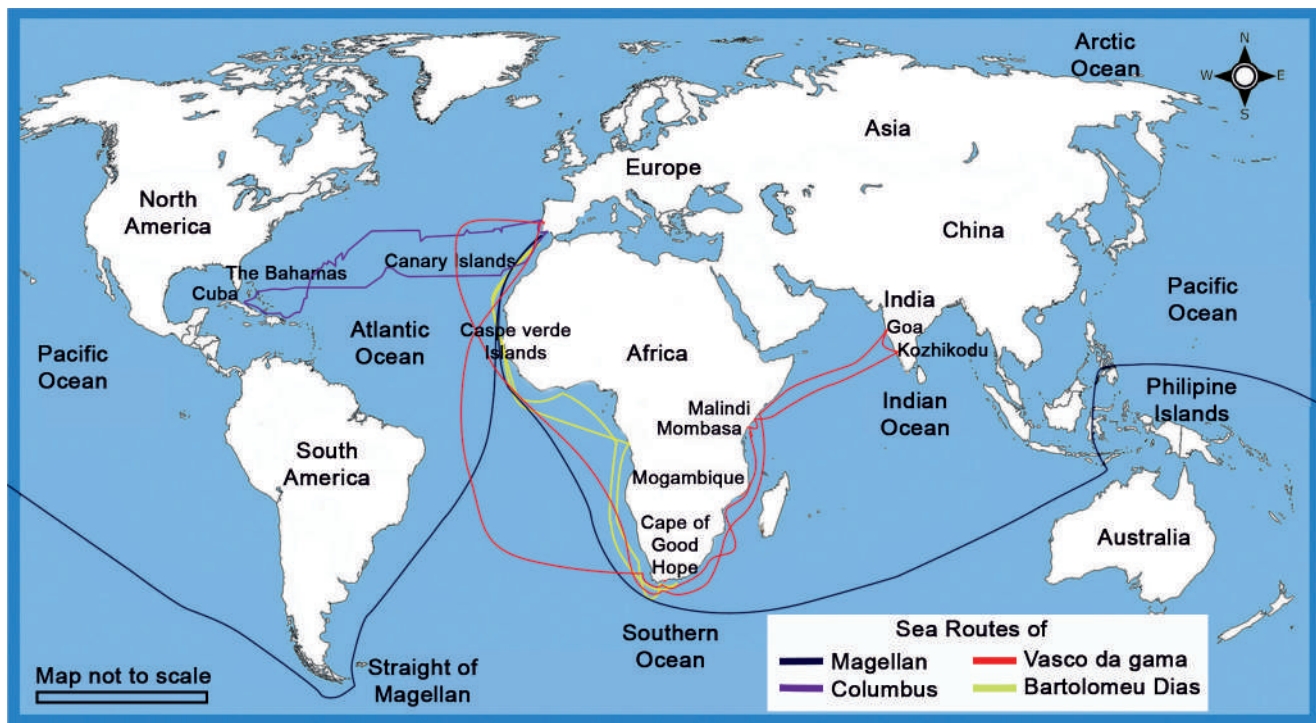 Arctic
Ocean
N
W
E
S
Asia
Europe
North
America
China
The Bahamas
Canary Islands
Cuba
India
Goa
Kozhikodu
Pacific
Ocean
Atlantic
Ocean
Caspe verde
Islands
Africa
Pacific
Ocean
Indian
Ocean
Philipine
Islands
Malindi
Mombasa
South
America
Mogambique
Cape of
Good
Hope
Australia
Southern
Ocean
Straight of
Magellan
Map not to scale
Sea Routes of
Magellan
Vasco da gama
Columbus
Bartolomeu Dias